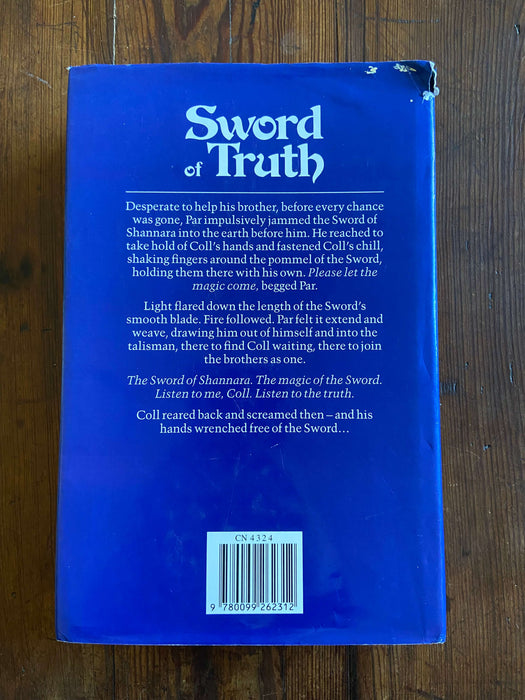 Sword
of Truth
Desperate to help his brother, before every chance
was gone, Par impulsively jammed the Sword of
Shannara into the earth before him. He reached to
take hold of Coll's hands and fastened Coll's chill,
shaking fingers around the pommel of the Sword,
holding them there with his own. Please let the
magic come, begged Par.
Light flared down the length of the Sword's
smooth blade. Fire followed. Par felt it extend and
weave, drawing him out of himself and into the
talisman, there to find Coll waiting, there to join
the brothers as one.
The Sword of Shannara. The magic of the Sword.
Listen to me, Coll. Listen to the truth.
Coll reared back and screamed then – and his
hands wrenched free of the Sword…
CN 4324
9 780099 262312